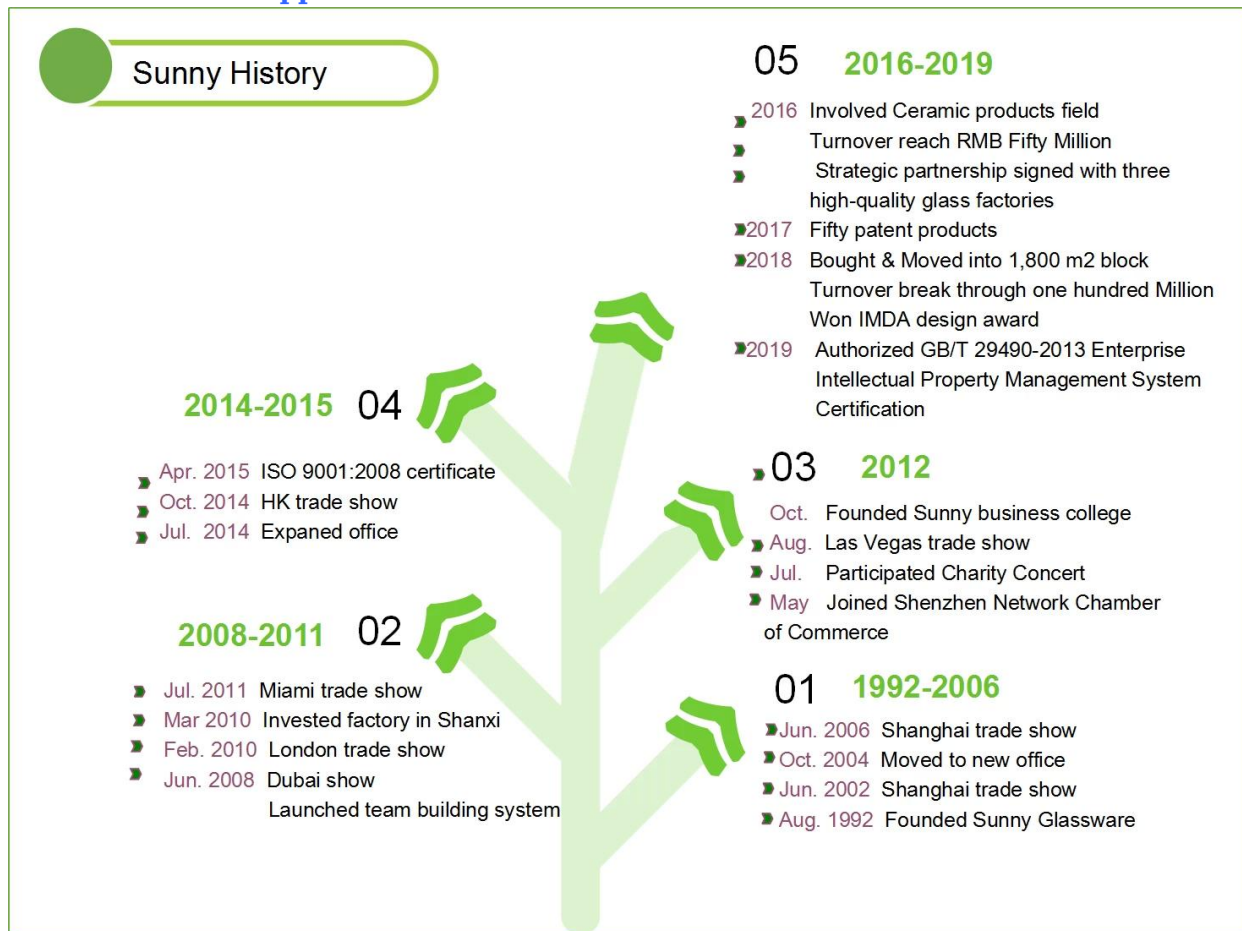 Sunny History
05 2016-2019
2016 Involved Ceramic products field
Turnover reach RMB Fifty Million
Strategic partnership signed with three
high-quality glass factories
2017 Fifty patent products
2018 Bought & Moved into 1,800 m2 block
Turnover break through one hundred Million
Won IMDA design award
2019 Authorized GB/T 29490-2013 Enterprise
Intellectual Property Management System
Certification
2014-2015 04
Apr. 2015 ISO 9001:2008 certificate
Oct. 2014 HK trade show
Jul. 2014 Expaned office
03 2012
Oct. Founded Sunny business college
Aug. Las Vegas trade show
Jul. Participated Charity Concert
May Joined Shenzhen Network Chamber
of Commerce
2008-2011 02
Jul. 2011 Miami trade show
Mar 2010 Invested factory in Shanxi
Feb. 2010 London trade show
Jun. 2008 Dubai show
Launched team building system
01 1992-2006
Jun. 2006 Shanghai trade show
Oct. 2004 Moved to new office
Jun. 2002 Shanghai trade show
Aug. 1992 Founded Sunny Glassware